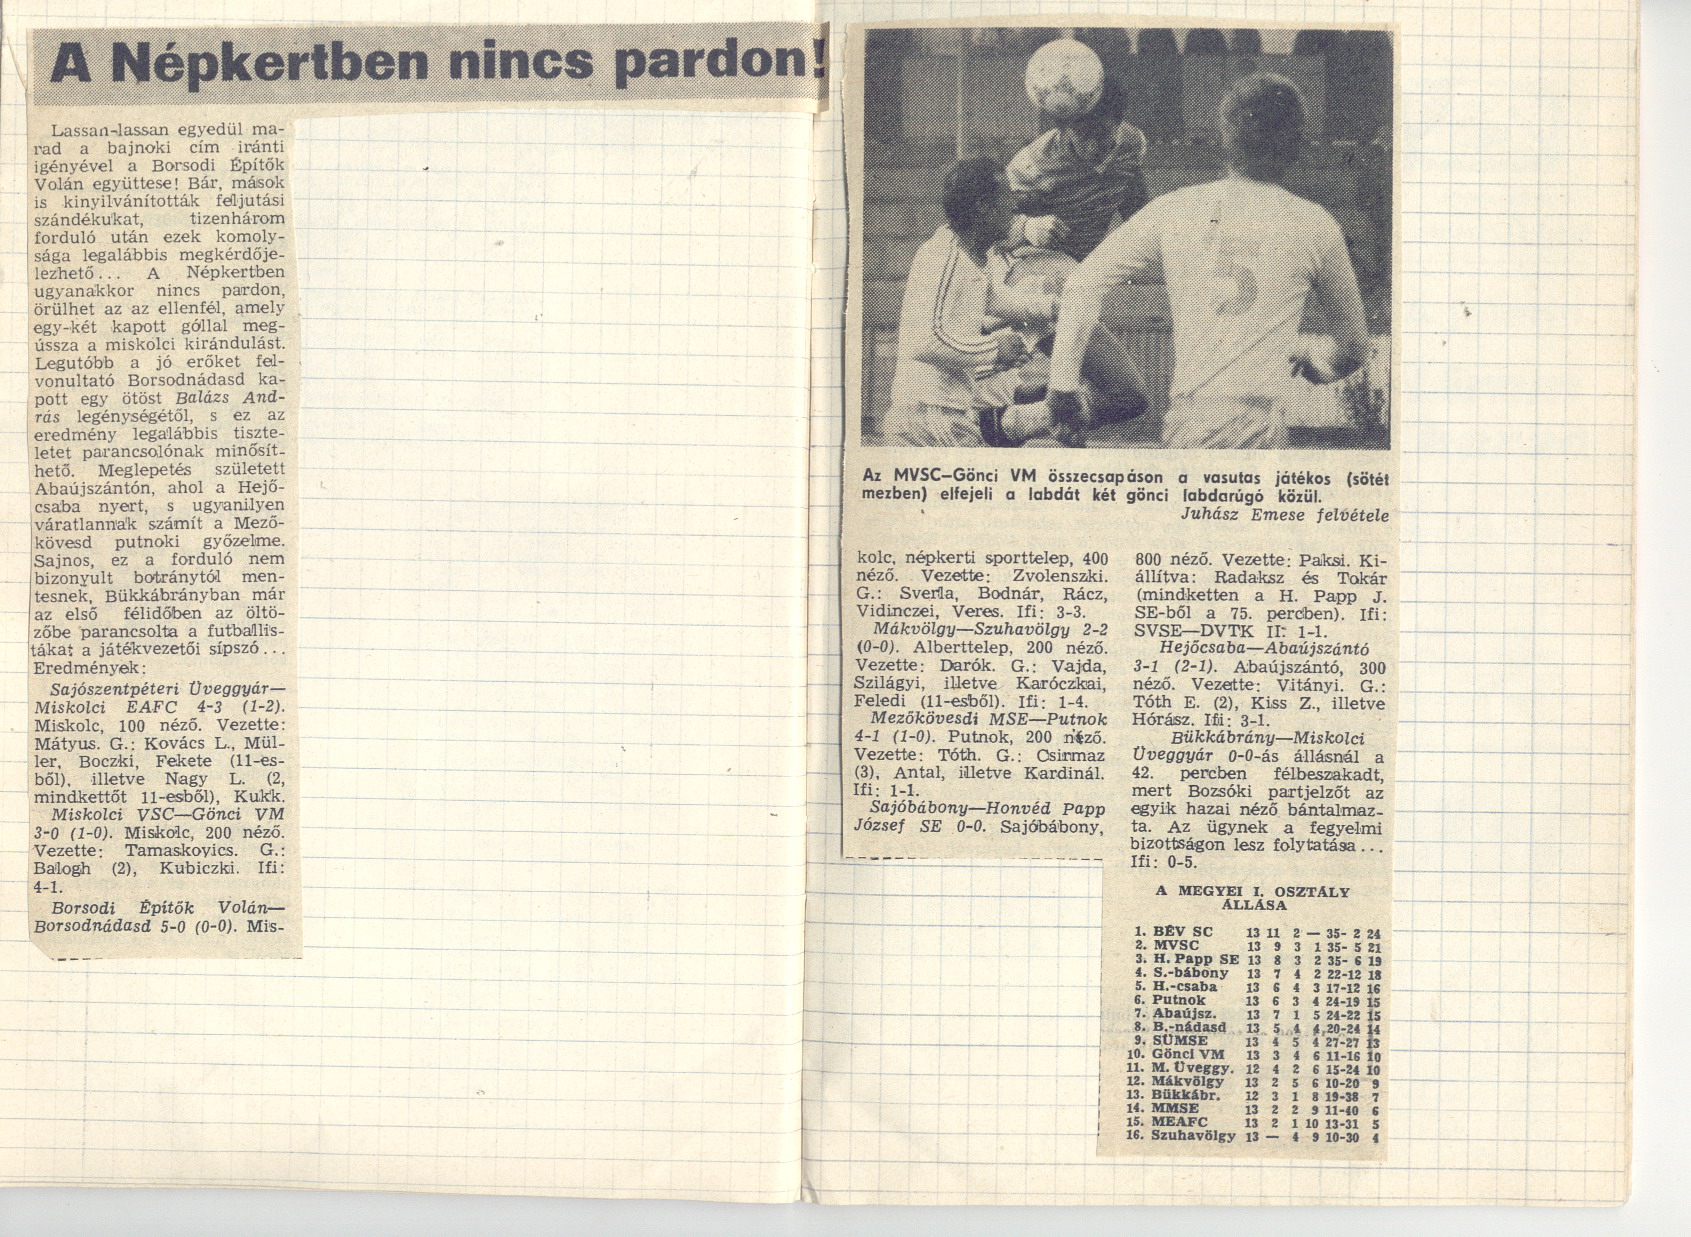 A Népkertben nincs pardon!
Lassan-lassan egyedül ma-
rad a bajnoki cím iránti
igényével a Borsodi Építők
Volán együttese! Bár, mások
is kinyilvánították feljutási
szándékukat, tizenhárom
forduló után ezek komoly-
sága legalábbis megkérdője-
lezhető... A Népkertben
ugyanakkor nincs pardon,
örülhet az az ellenfél, amely
egy-két kapott góllal meg-
ússza a miskolci kirándulást.
Legutóbb a jó erőket fel-
vonultató Borsodnádasd ka-
pott egy ötöst Balázs And-
rás legénységétől, s ez az
eredmény legalábbis tiszte-
letet parancsolónak minősít-
hető. Meglepetés született
Abaújszántón, ahol a Hejő-
csaba nyert, s ugyanilyen
váratlannak számít a Mező-
kövesd putnoki győzelme.
Sajnos, ez a forduló nem
bizonyult botránytól men-
tesnek, Bükkábrányban már
az első félidőben az öltö-
zőbe parancsolta a futballis-
tákat a játékvezetői sípszó...
Eredmények:
Sajószentpéteri Üveggyár—
Miskolci EAFC 4-3 (1-2).
Miskolc, 100 néző. Vezette:
Mátyus. G.: Kovács L., Mül-
ler, Boczki, Fekete (11-es-
ből), illetve Nagy L. (2,
mindkettőt 11-esből), Kukk.
Miskolci VSC—Gönci VM
3-0 (1-0). Miskolc, 200 néző.
Vezette: Tamaskovics. G.:
Balogh (2), Kubiczki. Ifi:
4-1.
Borsodi Építők Volán—
Borsodnádasd 5-0 (0-0). Mis-
5
Az MVSC–Gönci VM összecsapáson a vasutas játékos (sötét
mezben) elfejeli a labdát két gönci labdarúgó közül.
Juhász Emese felvétele
kolc, népkerti sporttelep, 400
néző. Vezette: Zvolenszki.
G.: Sverla, Bodnár, Rácz,
Vidinczei, Veres. Ifi: 3-3.
Mákvölgy—Szuhavölgy 2-2
(0-0). Alberttelep, 200 néző.
Vezette: Darók. G.: Vajda,
Szilágyi, illetve Karóczkai,
Feledi (11-esből). Ifi: 1-4.
Mezőkövesdi MSE—Putnok
4-1 (1-0). Putnok, 200 néző.
Vezette: Tóth. G.: Csirmaz
(3), Antal, illetve Kardinál.
Ifi: 1-1.
Sajóbábony—Honvéd Papp
József SE 0-0. Sajóbábony,
800 néző. Vezette: Paksi. Ki-
állítva: Radaksz és Tokár
(mindketten a H. Papp J.
SE-ből a 75. percben). Ifi:
SVSE—DVTK II: 1-1.
Hejőcsaba—Abaújszántó
3-1 (2-1). Abaújszántó, 300
néző. Vezette: Vitányi. G.:
Tóth E. (2), Kiss Z., illetve
Hórász. Ifi: 3-1.
Bükkábrány—Miskolci
Üveggyár 0-0-ás állásnál a
42. percben félbeszakadt,
mert Bozsóki partjelzőt az
egyik hazai néző bántalmaz-
ta. Az ügynek a fegyelmi
bizottságon lesz folytatása...
Ifi: 0-5.
A MEGYEI I. OSZTÁLY
ÁLLÁSA
1. BÉV SC 13 11 2 — 35- 2 24
2. MVSC 13 9 3 1 35- 5 21
3. H. Papp SE 13 8 3 2 35- 6 19
4. S.-bábony 13 7 4 2 22-12 18
5. H.-csaba 13 6 4 3 17-12 16
6. Putnok 13 6 3 4 24-19 15
7. Abaújsz. 13 7 1 5 24-22 15
8. B.-nádasd 13 5 4 4 20-24 14
9. SÜMSE 13 4 5 4 27-27 13
10. Gönci VM 13 3 4 6 11-16 10
11. M. Üveggy. 12 4 2 6 15-24 10
12. Mákvölgy 13 2 5 6 10-20 9
13. Bükkábr. 12 3 1 8 19-38 7
14. MMSE 13 2 2 9 11-40 6
15. MEAFC 13 2 1 10 13-31 5
16. Szuhavölgy 13 — 4 9 10-30 4